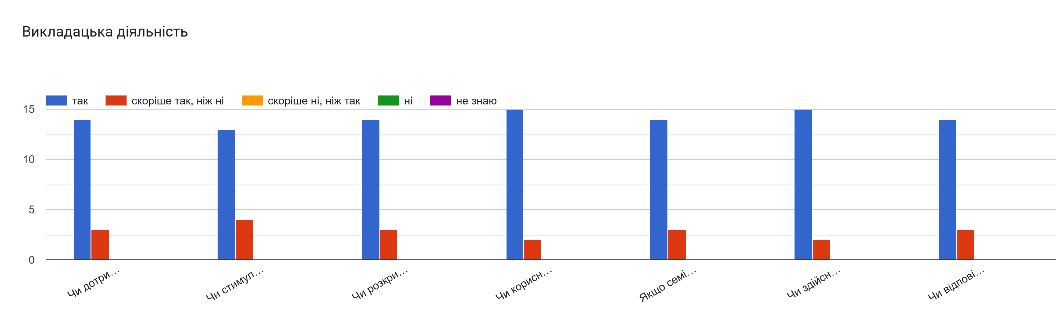 Викладацька діяльність
так скоріше так, ніж ні скоріше ні, ніж так ні не знаю
15
10
5
0
Чи дотри… Чи стимул… Чи розкри… Чи корисн… Якщо семі… Чи здійсн… Чи відпові…